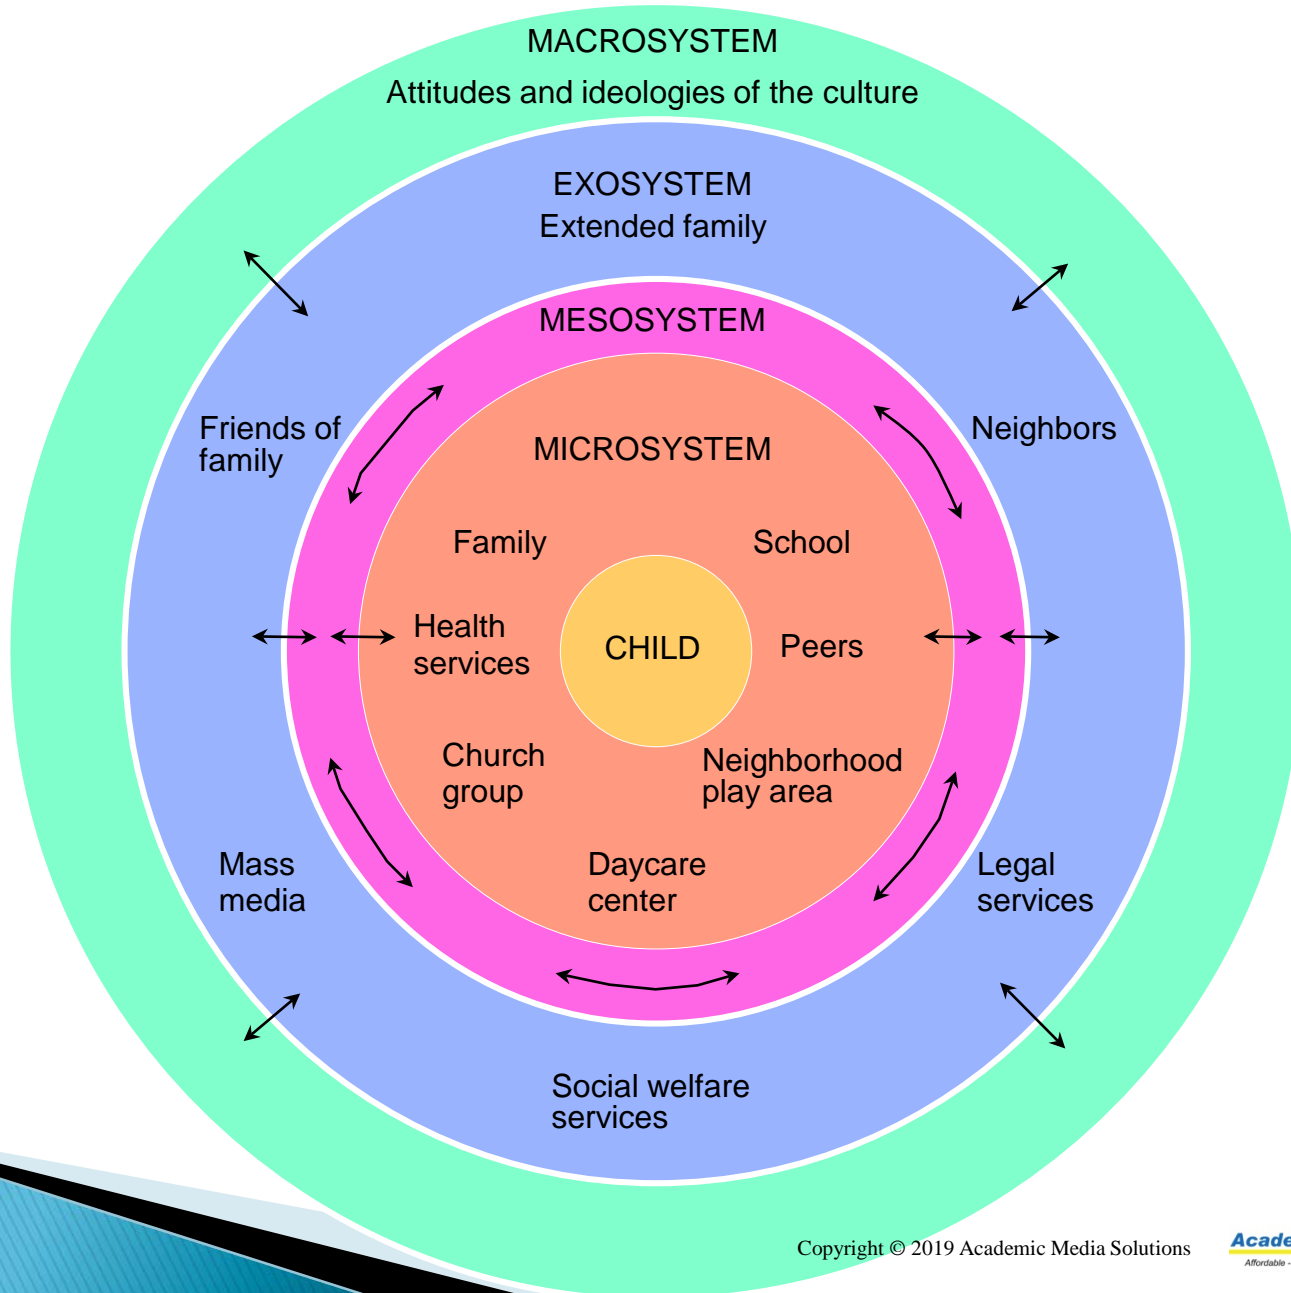 MACROSYSTEM
Attitudes and ideologies of the culture
EXOSYSTEM
Extended family
MESOSYSTEM
Friends of
family
Neighbors
MICROSYSTEM
Family
School
Health
services
CHILD
Peers
Church
group
Neighborhood
play area
Daycare
center
Mass
media
Legal
services
Social welfare
services
Copyright © 2019 Academic Media Solutions
Acade
Affordable -